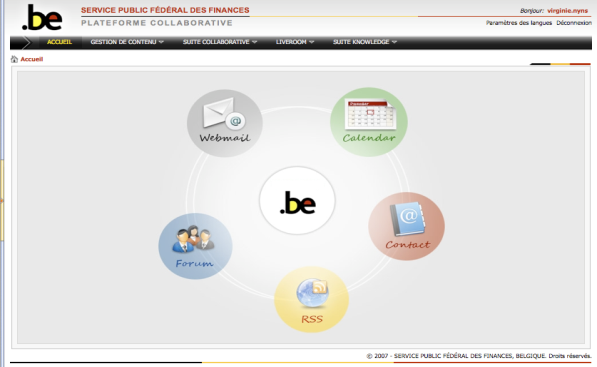 .be
SERVICE PUBLIC FÉDÉRAL DES FINANCES
PLATEFORME COLLABORATIVE
Bonjour: virginie.nyns
Paramètres des langues Déconnexion
ACCUEIL GESTION DE CONTENU SUITE COLLABORATIVE LIVEROOM SUITE KNOWLEDGE
Accueil
Webmail
Calendar
.be
Forum
Contact
RSS
© 2007 - SERVICE PUBLIC FÉDÉRAL DES FINANCES, BELGIQUE. Droits réservés.